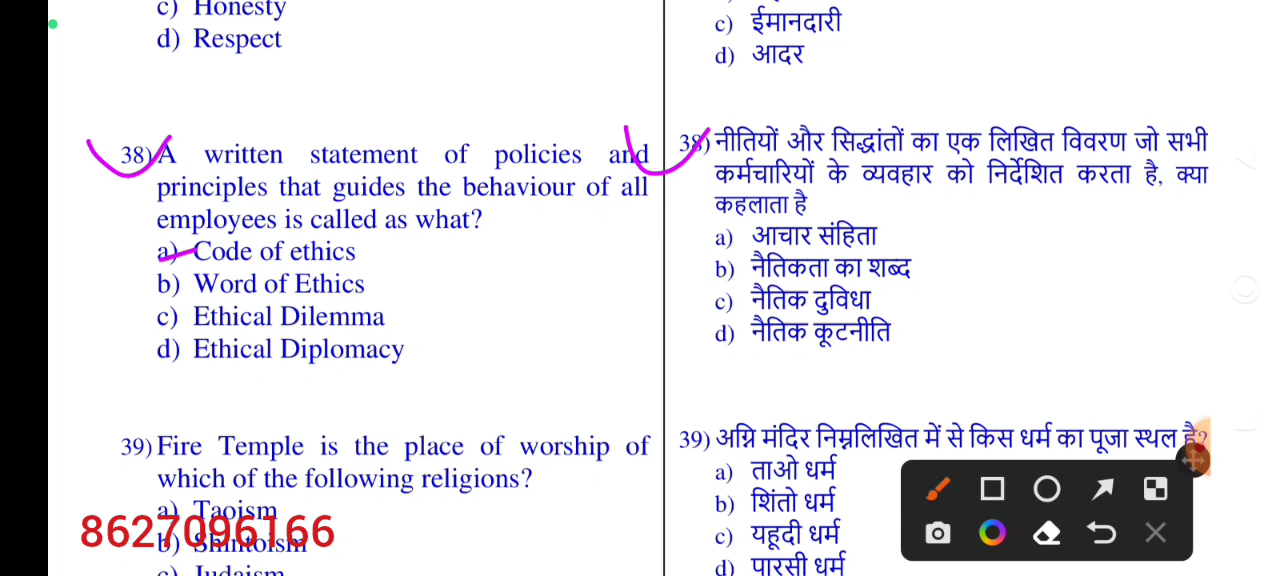 c) Honesty
d) Respect
38) A written statement of policies and
principles that guides the behaviour of all
employees is called as what?
a) Code of ethics
b) Word of Ethics
c) Ethical Dilemma
d) Ethical Diplomacy
39) Fire Temple is the place of worship of
which of the following religions?
a) Taoism
b) Shintoism
c) Judaism
8627096166
c) ईमानदारी
d) आदर
38) नीतियों और सिद्धांतों का एक लिखित विवरण जो सभी
कर्मचारियों के व्यवहार को निर्देशित करता है, क्या
कहलाता है
a) आचार संहिता
b) नैतिकता का शब्द
c) नैतिक दुविधा
d) नैतिक कूटनीति
39) अग्नि मंदिर निम्नलिखित में से किस धर्म का पूजा स्थल है?
a) ताओ धर्म
b) शिंतो धर्म
c) यहूदी धर्म
d) पारसी धर्म